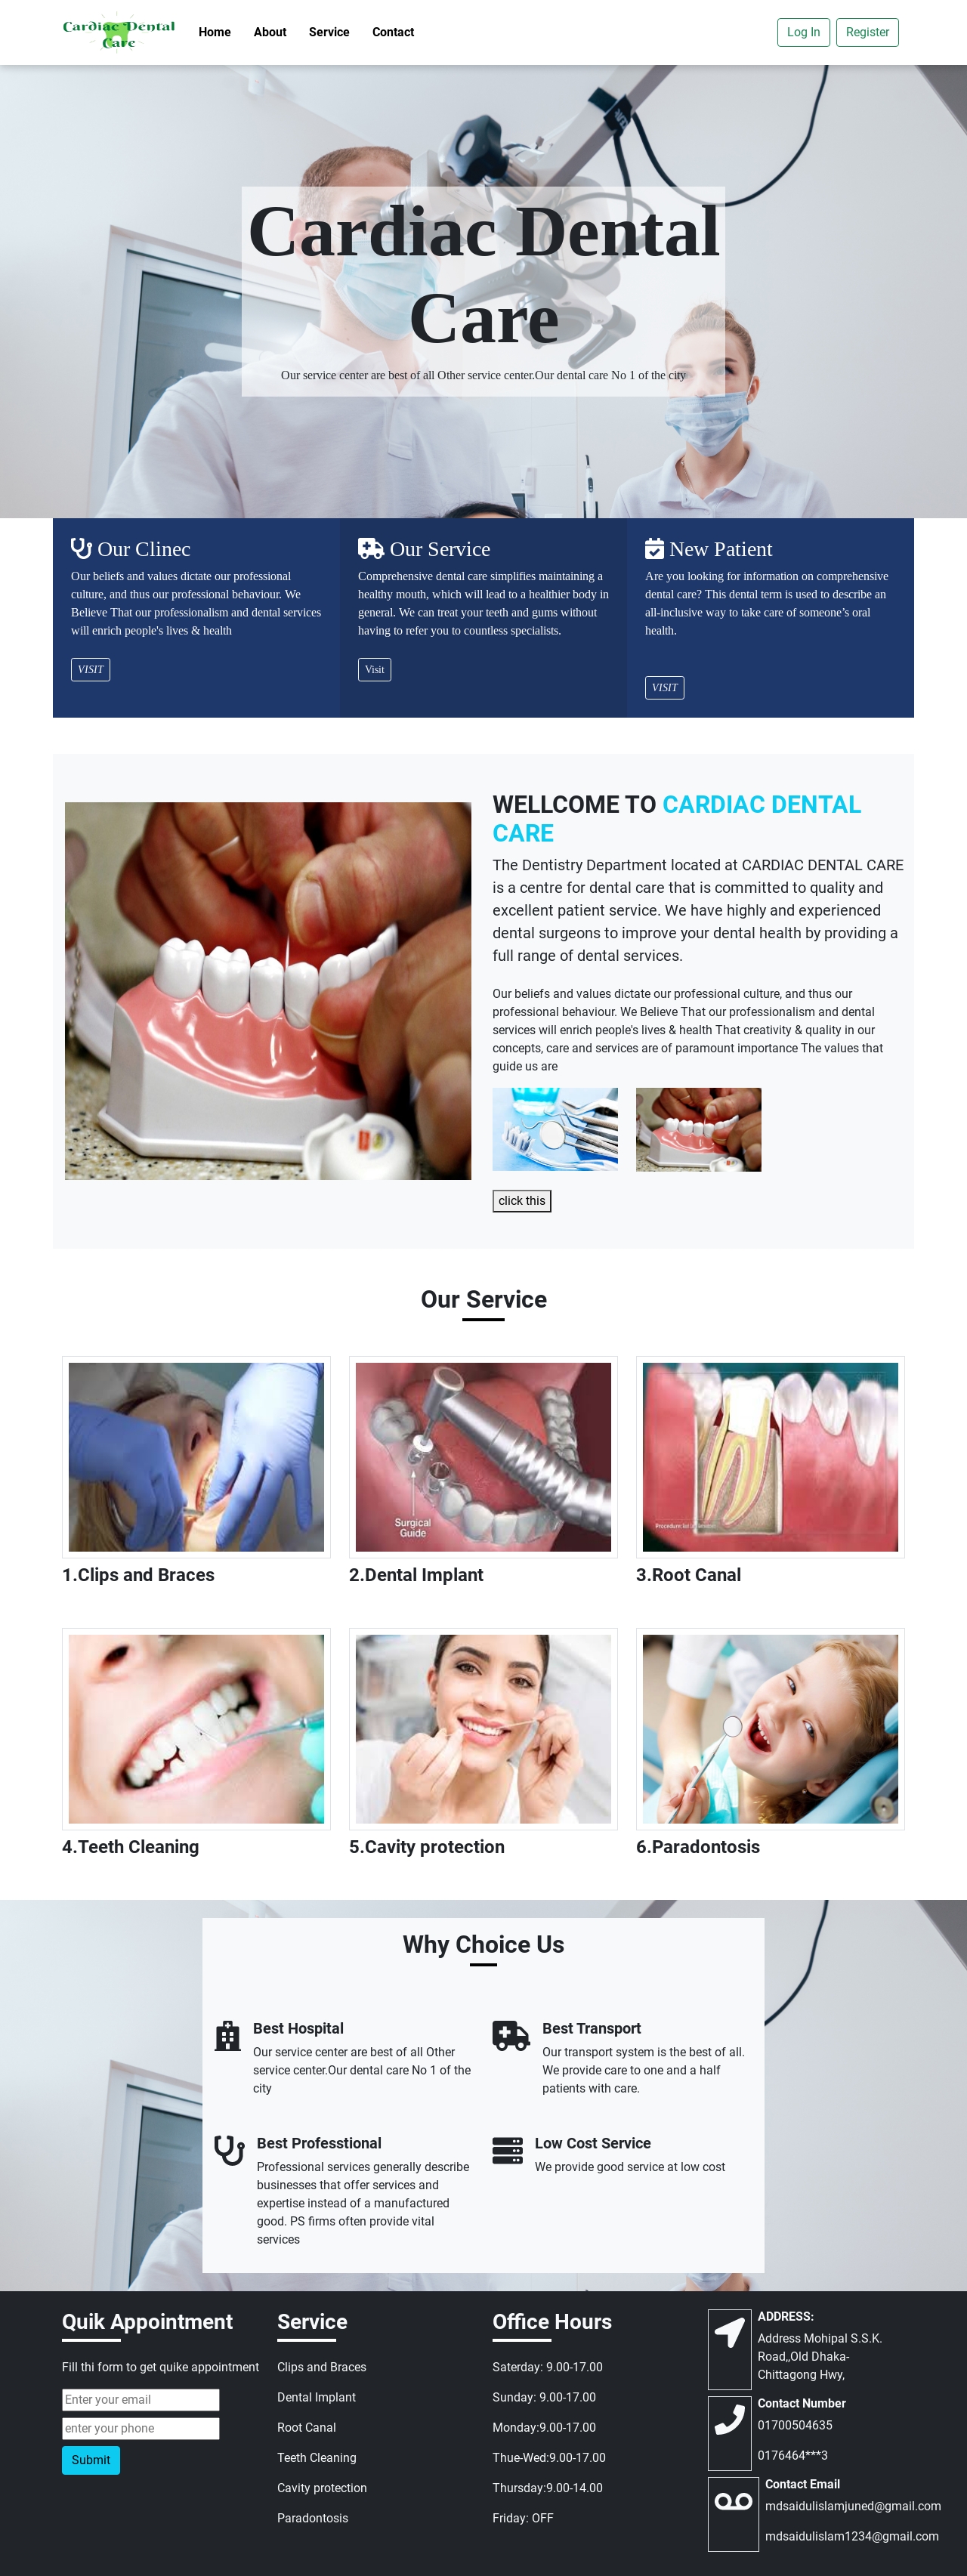 Cardiac Dental
Care
Home About Service Contact
Log In Register
Cardiac Dental
Care
Our service center are best of all Other service center.Our dental care No 1 of the city
Our Clinec
Our beliefs and values dictate our professional
culture, and thus our professional behaviour. We
Believe That our professionalism and dental services
will enrich people's lives & health
VISIT
Our Service
Comprehensive dental care simplifies maintaining a
healthy mouth, which will lead to a healthier body in
general. We can treat your teeth and gums without
having to refer you to countless specialists.
Visit
New Patient
Are you looking for information on comprehensive
dental care? This dental term is used to describe an
all-inclusive way to take care of someone’s oral
health.
VISIT
WELLCOME TO CARDIAC DENTAL
CARE
The Dentistry Department located at CARDIAC DENTAL CARE
is a centre for dental care that is committed to quality and
excellent patient service. We have highly and experienced
dental surgeons to improve your dental health by providing a
full range of dental services.
Our beliefs and values dictate our professional culture, and thus our
professional behaviour. We Believe That our professionalism and dental
services will enrich people's lives & health That creativity & quality in our
concepts, care and services are of paramount importance The values that
guide us are
click this
Our Service
Surgical
Guide
1.Clips and Braces
2.Dental Implant
3.Root Canal
4.Teeth Cleaning
5.Cavity protection
6.Paradontosis
Why Choice Us
Best Hospital
Our service center are best of all Other
service center.Our dental care No 1 of the
city
Best Transport
Our transport system is the best of all.
We provide care to one and a half
patients with care.
Best Professtional
Professional services generally describe
businesses that offer services and
expertise instead of a manufactured
good. PS firms often provide vital
services
Low Cost Service
We provide good service at low cost
Quik Appointment
Fill thi form to get quike appointment
Enter your email
enter your phone
Submit
Service
Clips and Braces
Dental Implant
Root Canal
Teeth Cleaning
Cavity protection
Paradontosis
Office Hours
Saterday: 9.00-17.00
Sunday: 9.00-17.00
Monday:9.00-17.00
Thue-Wed:9.00-17.00
Thursday:9.00-14.00
Friday: OFF
ADDRESS:
Address Mohipal S.S.K.
Road,,Old Dhaka-
Chittagong Hwy,
Contact Number
01700504635
0176464***3
Contact Email
mdsaidulislamjuned@gmail.com
mdsaidulislam1234@gmail.com